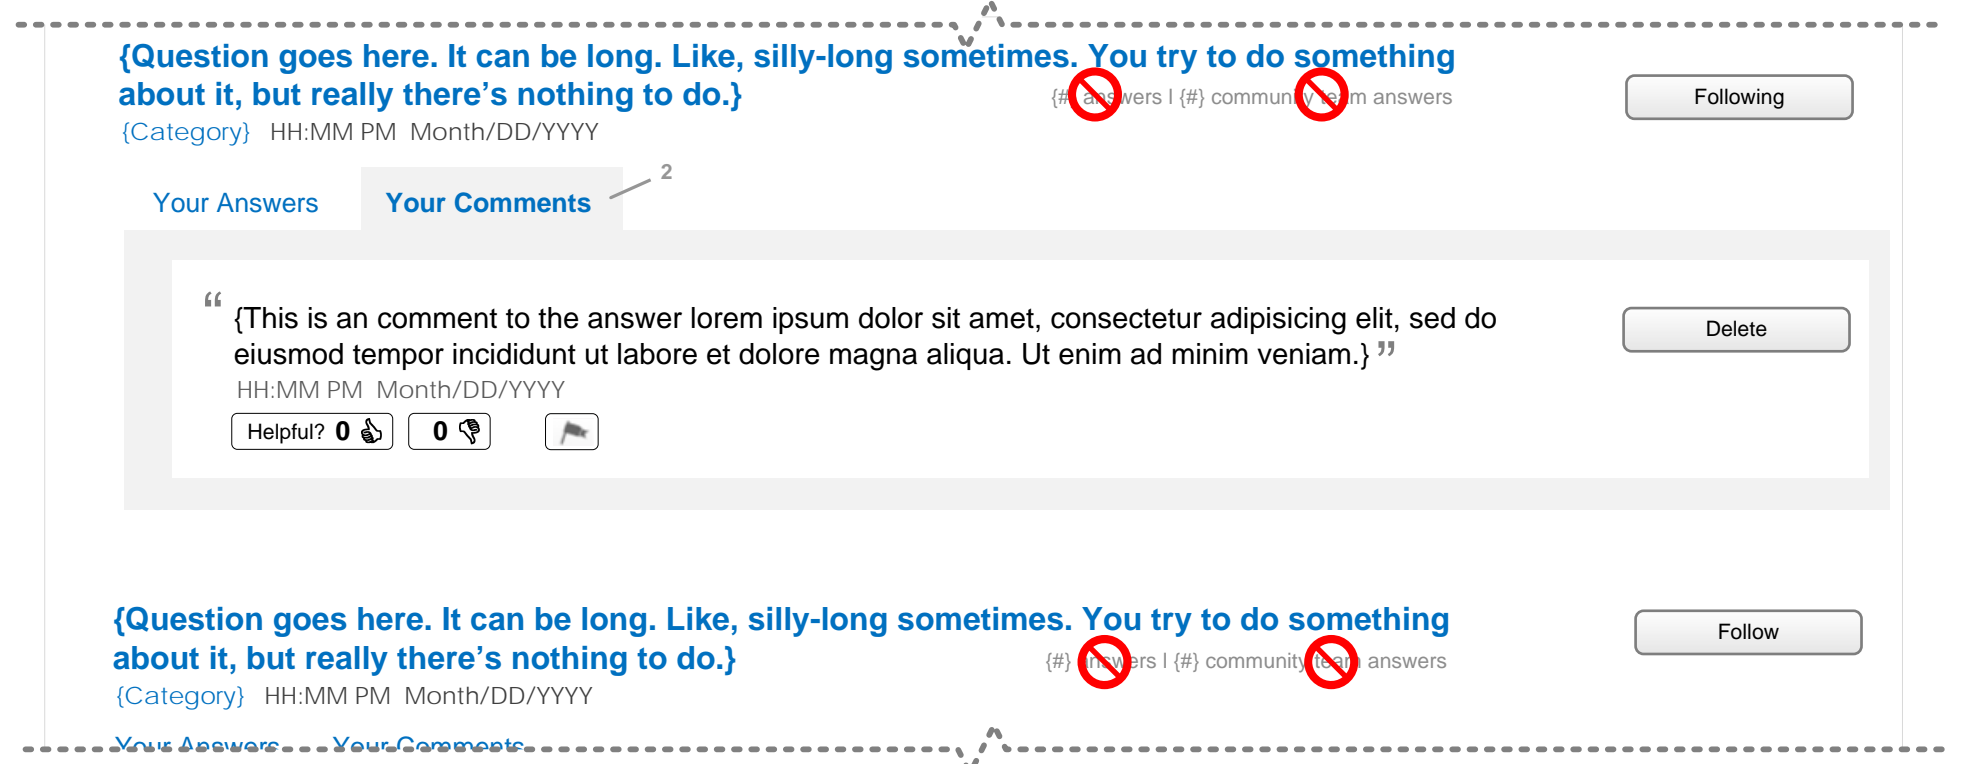 {Question goes here. It can be long. Like, silly-long sometimes. You try to do something
about it, but really there’s nothing to do.}
{#} answers I {#} community team answers
Following
{Category} HH:MM PM Month/DD/YYYY
2
Your Answers Your Comments
“ {This is an comment to the answer lorem ipsum dolor sit amet, consectetur adipisicing elit, sed do
eiusmod tempor incididunt ut labore et dolore magna aliqua. Ut enim ad minim veniam.} ”
Delete
HH:MM PM Month/DD/YYYY
Helpful? 0 0
{Question goes here. It can be long. Like, silly-long sometimes. You try to do something
about it, but really there’s nothing to do.}
{#} answers I {#} community team answers
Follow
{Category} HH:MM PM Month/DD/YYYY
Your Answers Your Comments